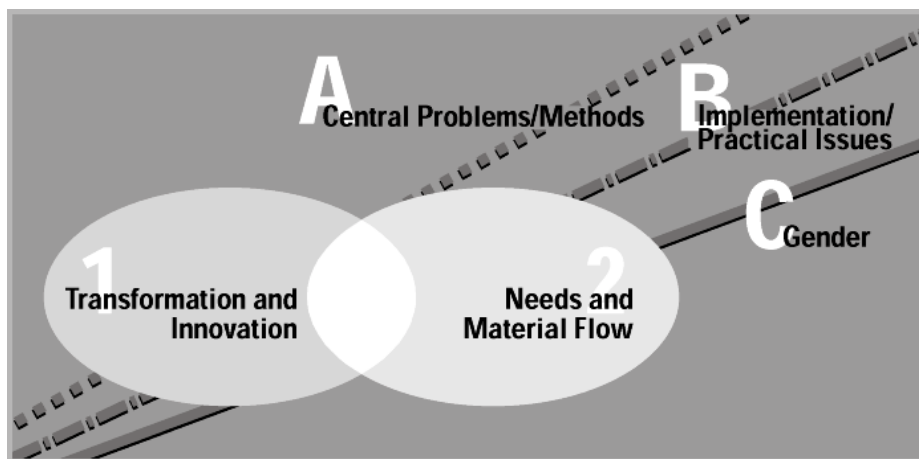 A
Central Problems/Methods
B
Implementation/
Practical Issues
C
Gender
1
Transformation and
Innovation
2
Needs and
Material Flow